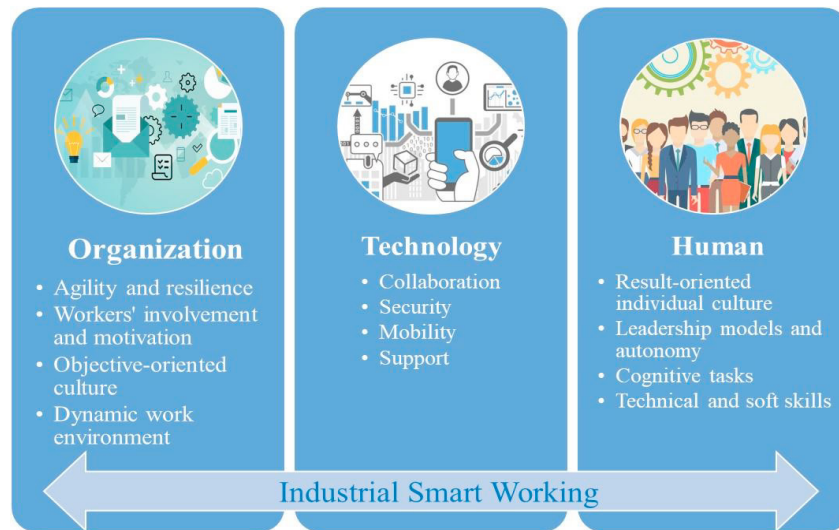 Organization
• Agility and resilience
• Workers' involvement
and motivation
• Objective-oriented
culture
• Dynamic work
environment
Technology
• Collaboration
• Security
• Mobility
• Support
Human
• Result-oriented
individual culture
• Leadership models and
autonomy
• Cognitive tasks
• Technical and soft skills
Industrial Smart Working